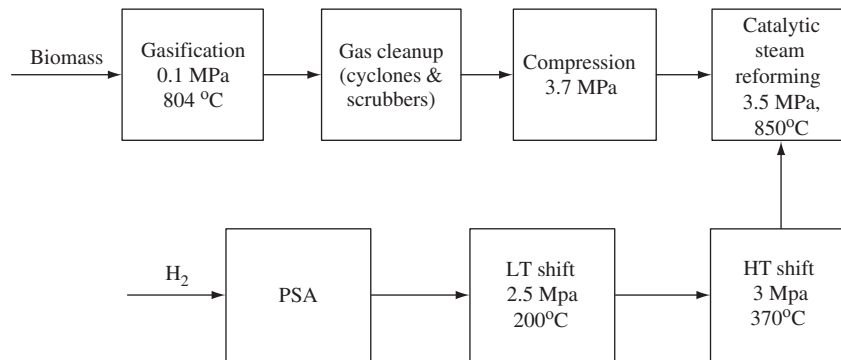 Biomass
Gasification
0.1 MPa
804 °C
Gas cleanup
(cyclones &
scrubbers)
Compression
3.7 MPa
Catalytic
steam
reforming
3.5 MPa,
850°C
H₂
PSA
LT shift
2.5 Mpa
200°C
HT shift
3 Mpa
370°C